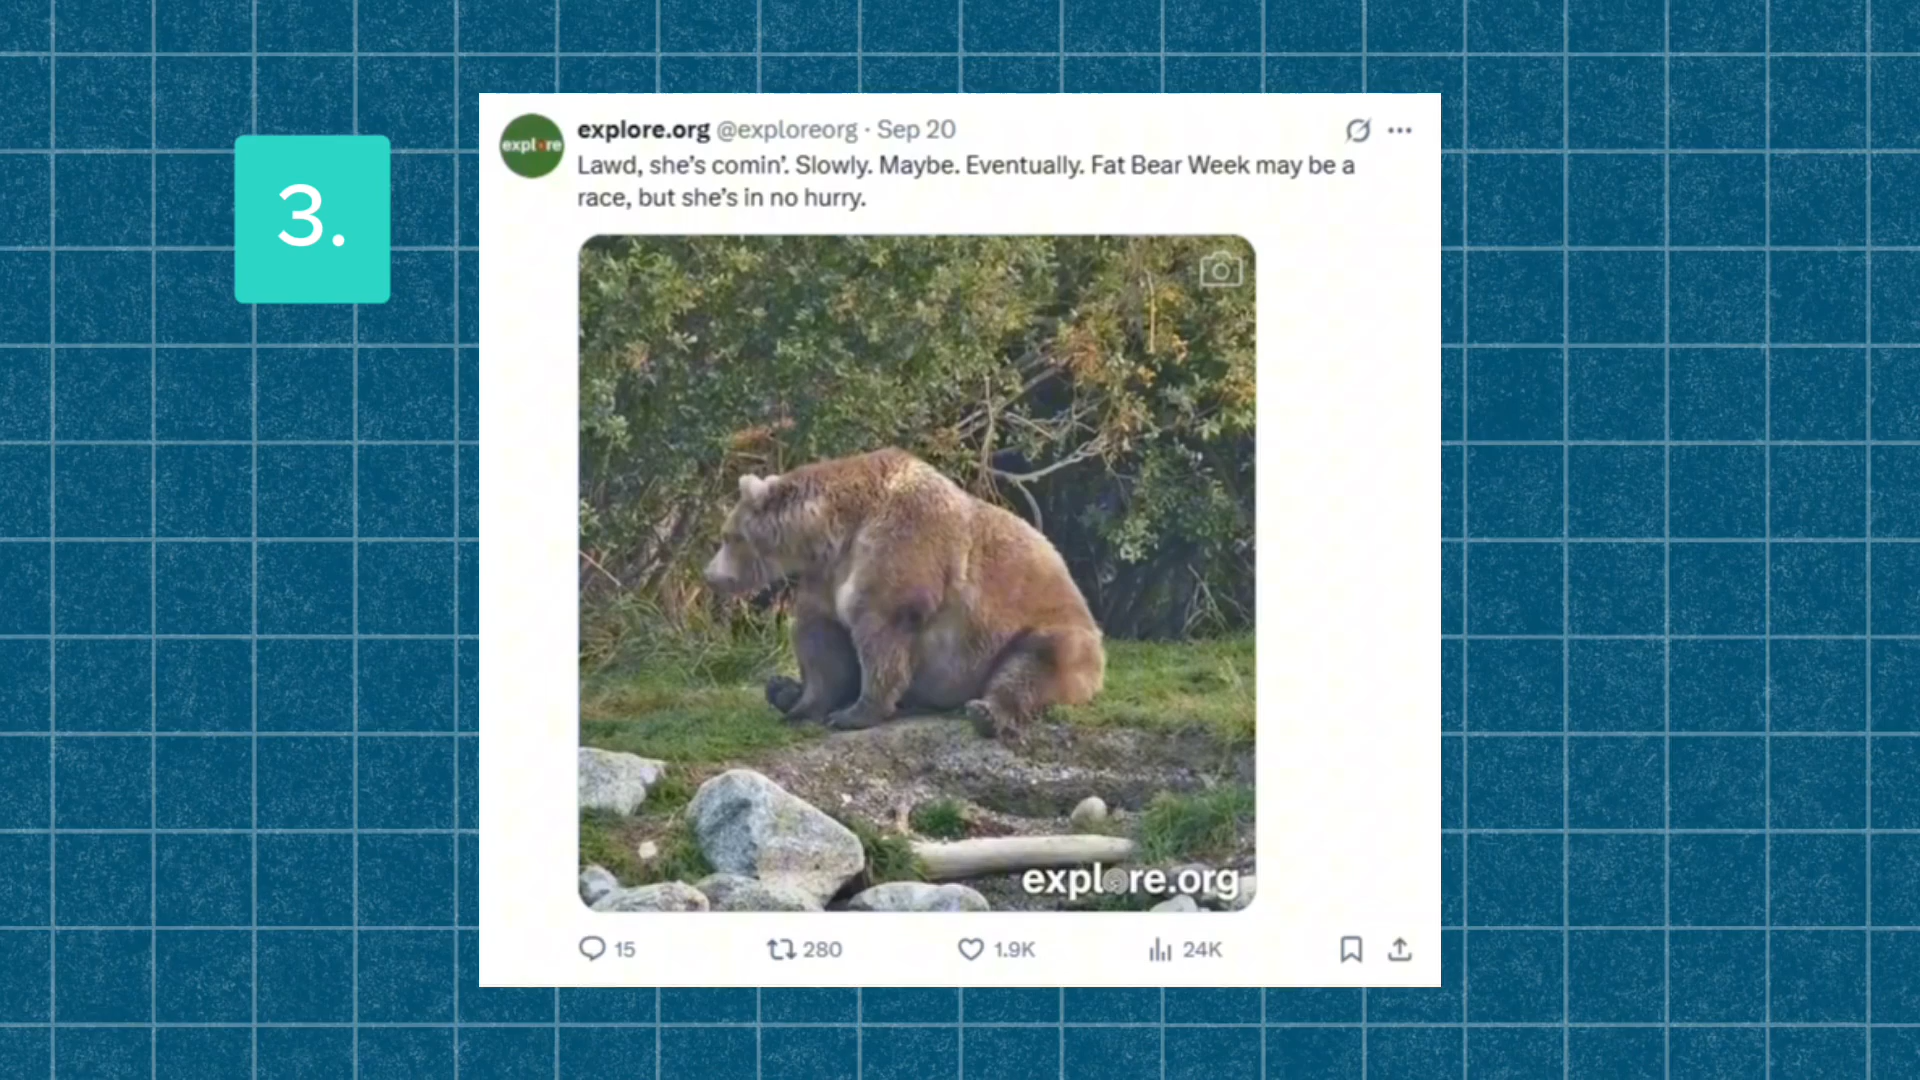 3.
explore
explore.org @exploreorg · Sep 20
Lawd, she's comin'. Slowly. Maybe. Eventually. Fat Bear Week may be a
race, but she's in no hurry.
explore.org
15 280 1.9K 24K